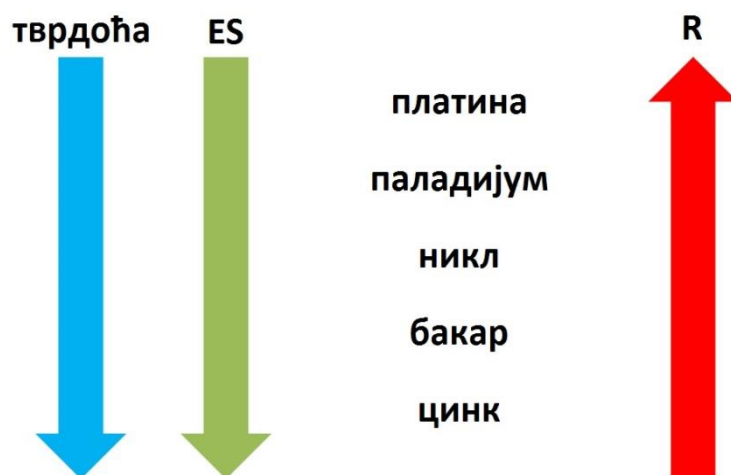 тврдоћа ES R
платина
паладијум
никл
бакар
цинк